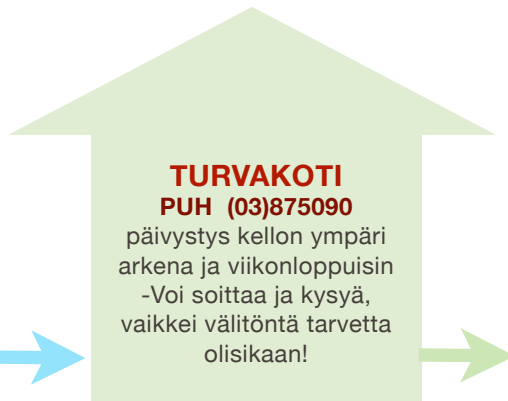 TURVAKOTI
PUH (03)875090
päivystys kellon ympäri
arkena ja viikonloppuisin
-Voi soittaa ja kysyä,
vaikkei välitöntä tarvetta
olisikaan!